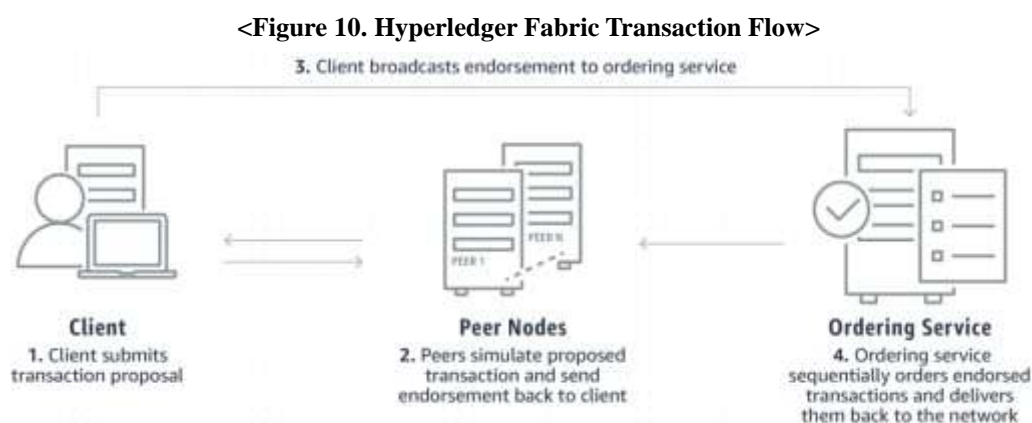 <Figure 10. Hyperledger Fabric Transaction Flow>
3. Client broadcasts endorsement to ordering service
PEER 1
PEER N
Client
1. Client submits
transaction proposal
Peer Nodes
2. Peers simulate proposed
transaction and send
endorsement back to client
Ordering Service
4. Ordering service
sequentially orders endorsed
transactions and delivers
them back to the network